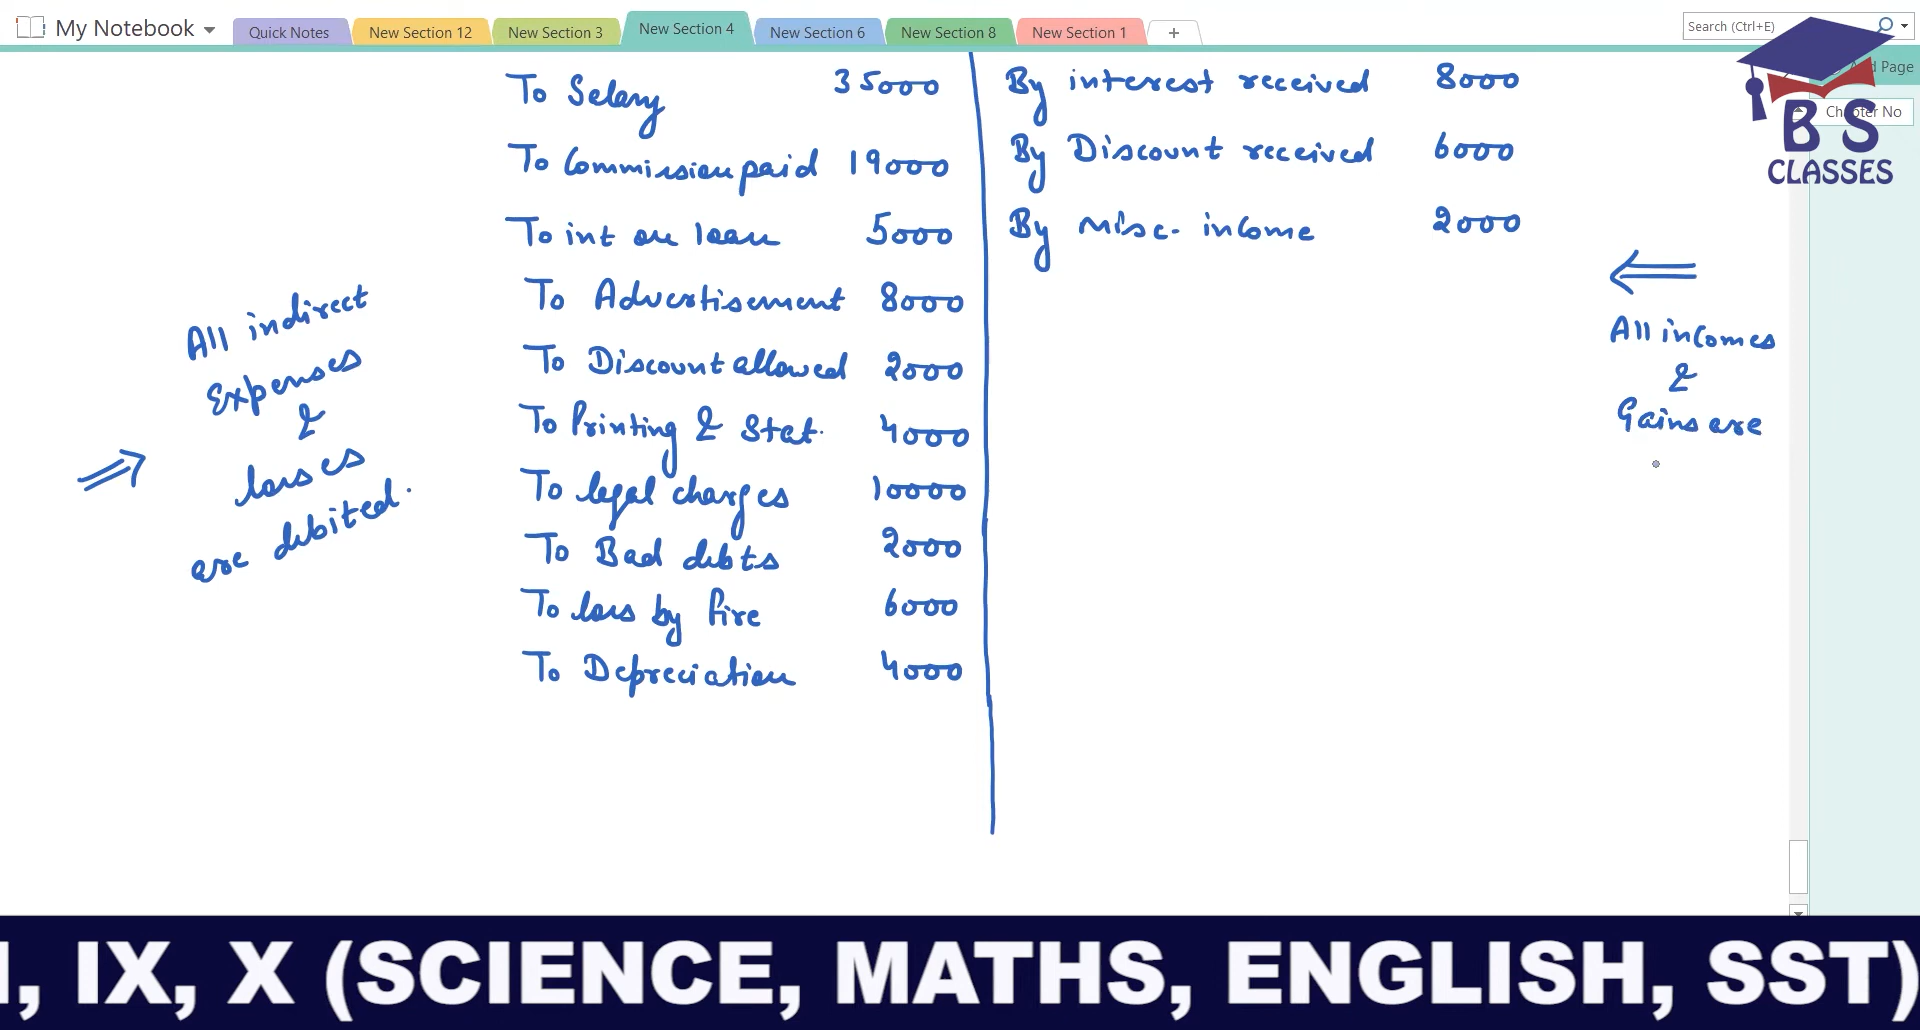 My Notebook
Quick Notes
New Section 12
New Section 3
New Section 4
New Section 6
New Section 8
New Section 1
+
Search (Ctrl+E)
d Page
Ch pter No
BS
CLASSES
To Salary 35000
To Commission paid 19000
To int on loan 5000
To Advertisement 8000
To Discount allowed 2000
To Printing & Stat. 4000
To legal charges 10000
To Bad debts 2000
To loss by fire 6000
To Depreciation 4000
By interest received 8000
By Discount received 6000
By Misc. income 2000
All indirect
Expenses
&
losses
are debited.
All incomes
&
Gains are
, IX, X (SCIENCE, MATHS, ENGLISH, SST)